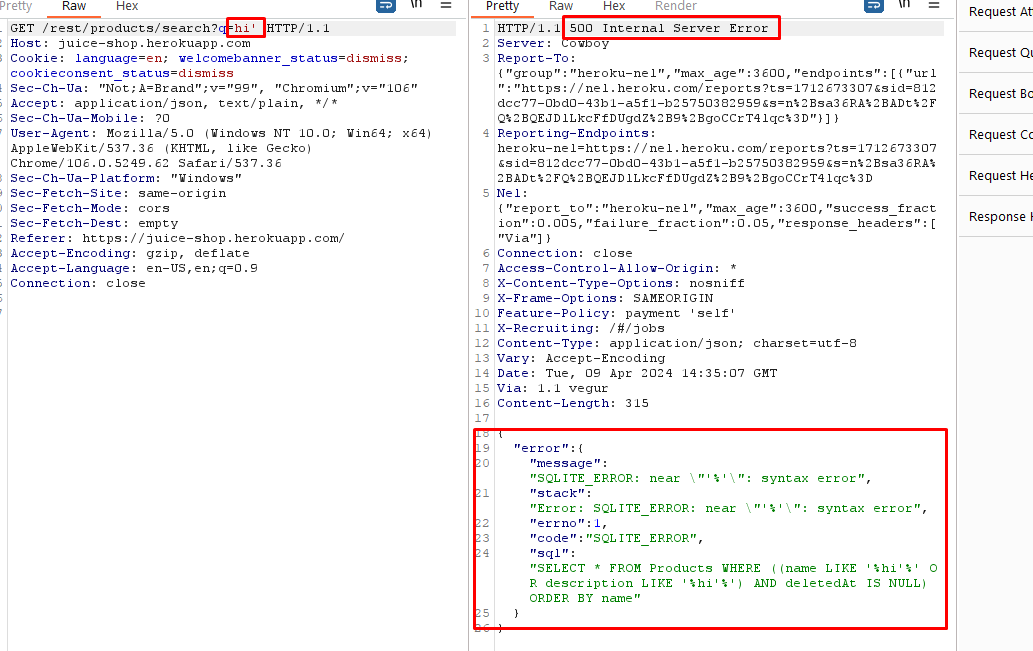 Pretty Raw Hex \n
GET /rest/products/search?q=hi' HTTP/1.1
Host: juice-shop.herokuapp.com
Cookie: language=en; welcomebanner_status=dismiss;
cookieconsent_status=dismiss
Sec-Ch-Ua: "Not;A=Brand";v="99", "Chromium";v="106"
Accept: application/json, text/plain, */*
Sec-Ch-Ua-Mobile: ?0
User-Agent: Mozilla/5.0 (Windows NT 10.0; Win64; x64)
AppleWebKit/537.36 (KHTML, like Gecko)
Chrome/106.0.5249.62 Safari/537.36
Sec-Ch-Ua-Platform: "Windows"
Sec-Fetch-Site: same-origin
Sec-Fetch-Mode: cors
Sec-Fetch-Dest: empty
Referer: https://juice-shop.herokuapp.com/
Accept-Encoding: gzip, deflate
Accept-Language: en-US,en;q=0.9
Connection: close
Pretty Raw Hex Render \n
1 HTTP/1.1 500 Internal Server Error
2 Server: Cowboy
3 Report-To:
{"group":"heroku-nel","max_age":3600,"endpoints":[{"url
":"https://nel.heroku.com/reports?ts=1712673307&sid=812
dcc77-0bd0-43b1-a5f1-b25750382959&s=n%2Bsa36RA%2BADt%2F
Q%2BQEJDlLkcFfDUgdZ%2B9%2BgoCCrT4lqc%3D"}]}
4 Reporting-Endpoints:
heroku-nel=https://nel.heroku.com/reports?ts=1712673307
&sid=812dcc77-0bd0-43b1-a5f1-b25750382959&s=n%2Bsa36RA%
2BADt%2FQ%2BQEJDlLkcFfDUgdZ%2B9%2BgoCCrT4lqc%3D
5 Nel:
{"report_to":"heroku-nel","max_age":3600,"success_fract
ion":0.005,"failure_fraction":0.05,"response_headers":[
"Via"]}
6 Connection: close
7 Access-Control-Allow-Origin: *
8 X-Content-Type-Options: nosniff
9 X-Frame-Options: SAMEORIGIN
10 Feature-Policy: payment 'self'
11 X-Recruiting: /#/jobs
12 Content-Type: application/json; charset=utf-8
13 Vary: Accept-Encoding
14 Date: Tue, 09 Apr 2024 14:35:07 GMT
15 Via: 1.1 vegur
16 Content-Length: 315
17
18 {
19 "error":{
20 "message":
"SQLITE_ERROR: near \"'%'\": syntax error",
21 "stack":
"Error: SQLITE_ERROR: near \"'%'\": syntax error",
22 "errno":1,
23 "code":"SQLITE_ERROR",
24 "sql":
"SELECT * FROM Products WHERE ((name LIKE '%hi'%' O
R description LIKE '%hi'%') AND deletedAt IS NULL)
ORDER BY name"
25 }
26 }
Request Att
Request Qu
Request Bo
Request Co
Request He
Response H